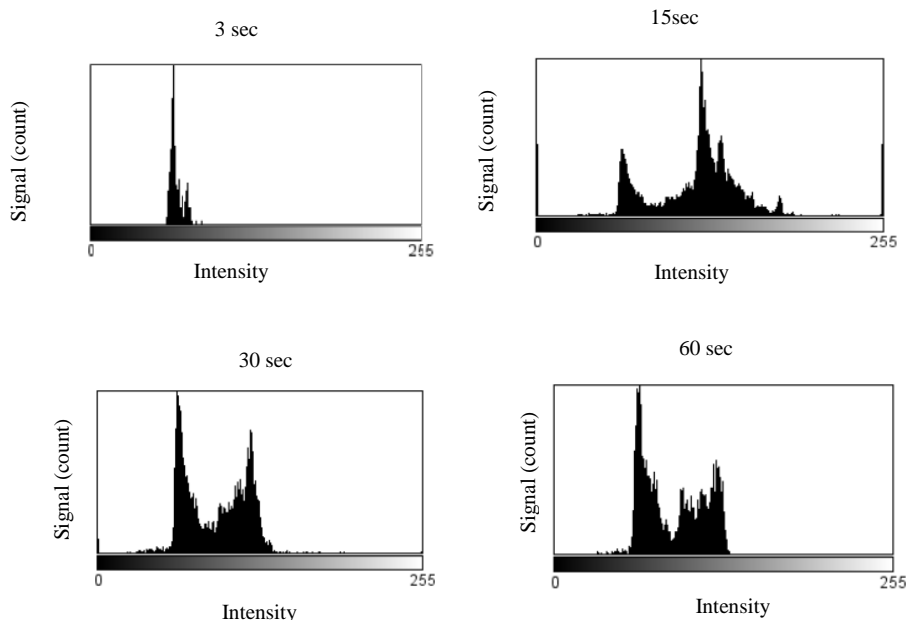 3 sec
Signal (count)
0 255
Intensity
15sec
Signal (count)
0 255
Intensity
30 sec
Signal (count)
0 255
Intensity
60 sec
Signal (count)
0 255
Intensity